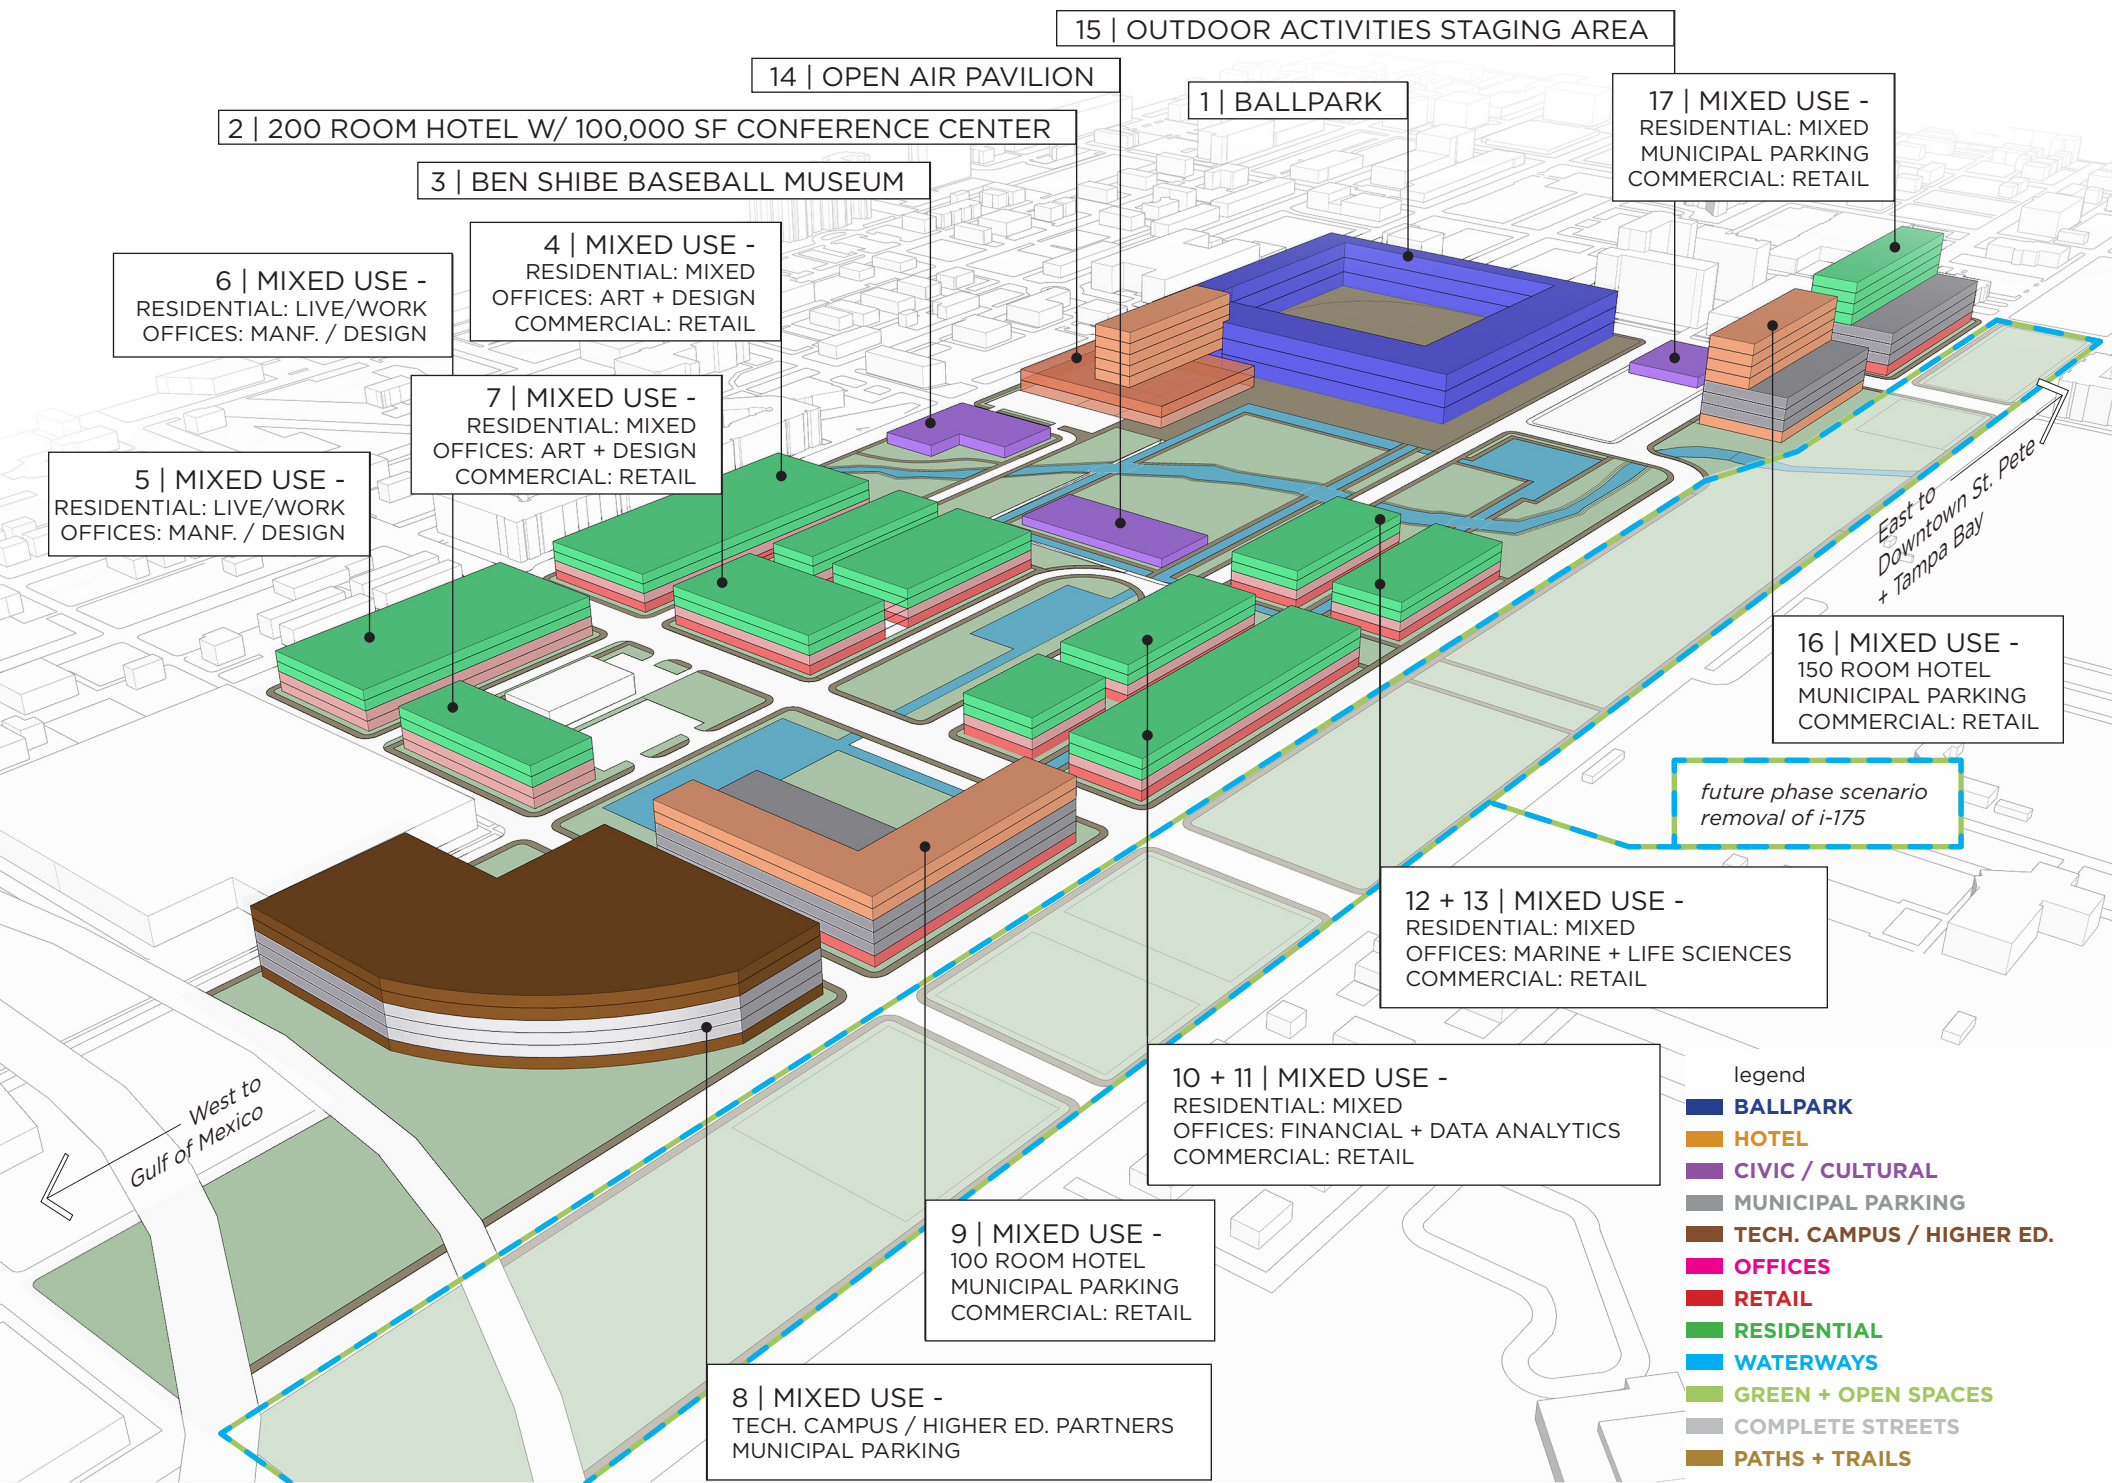 15 | OUTDOOR ACTIVITIES STAGING AREA
14 | OPEN AIR PAVILION
1 | BALLPARK
17 | MIXED USE -
RESIDENTIAL: MIXED
MUNICIPAL PARKING
COMMERCIAL: RETAIL
2 | 200 ROOM HOTEL W/ 100,000 SF CONFERENCE CENTER
3 | BEN SHIBE BASEBALL MUSEUM
4 | MIXED USE -
RESIDENTIAL: MIXED
OFFICES: ART + DESIGN
COMMERCIAL: RETAIL
6 | MIXED USE -
RESIDENTIAL: LIVE/WORK
OFFICES: MANF. / DESIGN
7 | MIXED USE -
RESIDENTIAL: MIXED
OFFICES: ART + DESIGN
COMMERCIAL: RETAIL
5 | MIXED USE -
RESIDENTIAL: LIVE/WORK
OFFICES: MANF. / DESIGN
East to
Downtown St. Pete
+ Tampa Bay
16 | MIXED USE -
150 ROOM HOTEL
MUNICIPAL PARKING
COMMERCIAL: RETAIL
future phase scenario
removal of i-175
12 + 13 | MIXED USE -
RESIDENTIAL: MIXED
OFFICES: MARINE + LIFE SCIENCES
COMMERCIAL: RETAIL
10 + 11 | MIXED USE -
RESIDENTIAL: MIXED
OFFICES: FINANCIAL + DATA ANALYTICS
COMMERCIAL: RETAIL
West to
Gulf of Mexico
9 | MIXED USE -
100 ROOM HOTEL
MUNICIPAL PARKING
COMMERCIAL: RETAIL
8 | MIXED USE -
TECH. CAMPUS / HIGHER ED. PARTNERS
MUNICIPAL PARKING
legend
BALLPARK
HOTEL
CIVIC / CULTURAL
MUNICIPAL PARKING
TECH. CAMPUS / HIGHER ED.
OFFICES
RETAIL
RESIDENTIAL
WATERWAYS
GREEN + OPEN SPACES
COMPLETE STREETS
PATHS + TRAILS